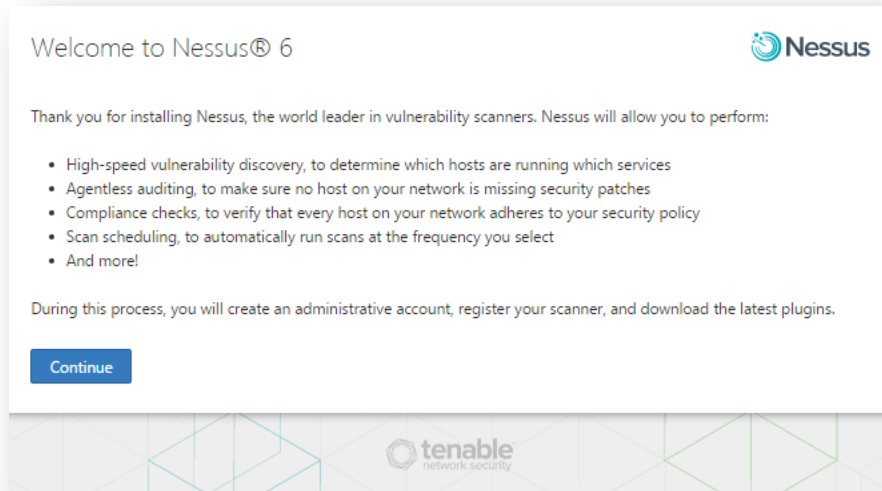 Welcome to Nessus® 6
Nessus
Thank you for installing Nessus, the world leader in vulnerability scanners. Nessus will allow you to perform:
• High-speed vulnerability discovery, to determine which hosts are running which services
• Agentless auditing, to make sure no host on your network is missing security patches
• Compliance checks, to verify that every host on your network adheres to your security policy
• Scan scheduling, to automatically run scans at the frequency you select
• And more!
During this process, you will create an administrative account, register your scanner, and download the latest plugins.
Continue
tenable
network security